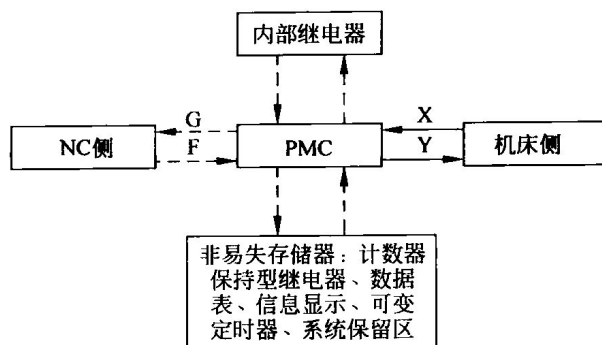 内部继电器
G
X
NC侧
F
PMC
Y
机床侧
非易失存储器：计数器
保持型继电器、数据
表、信息显示、可变
定时器、系统保留区